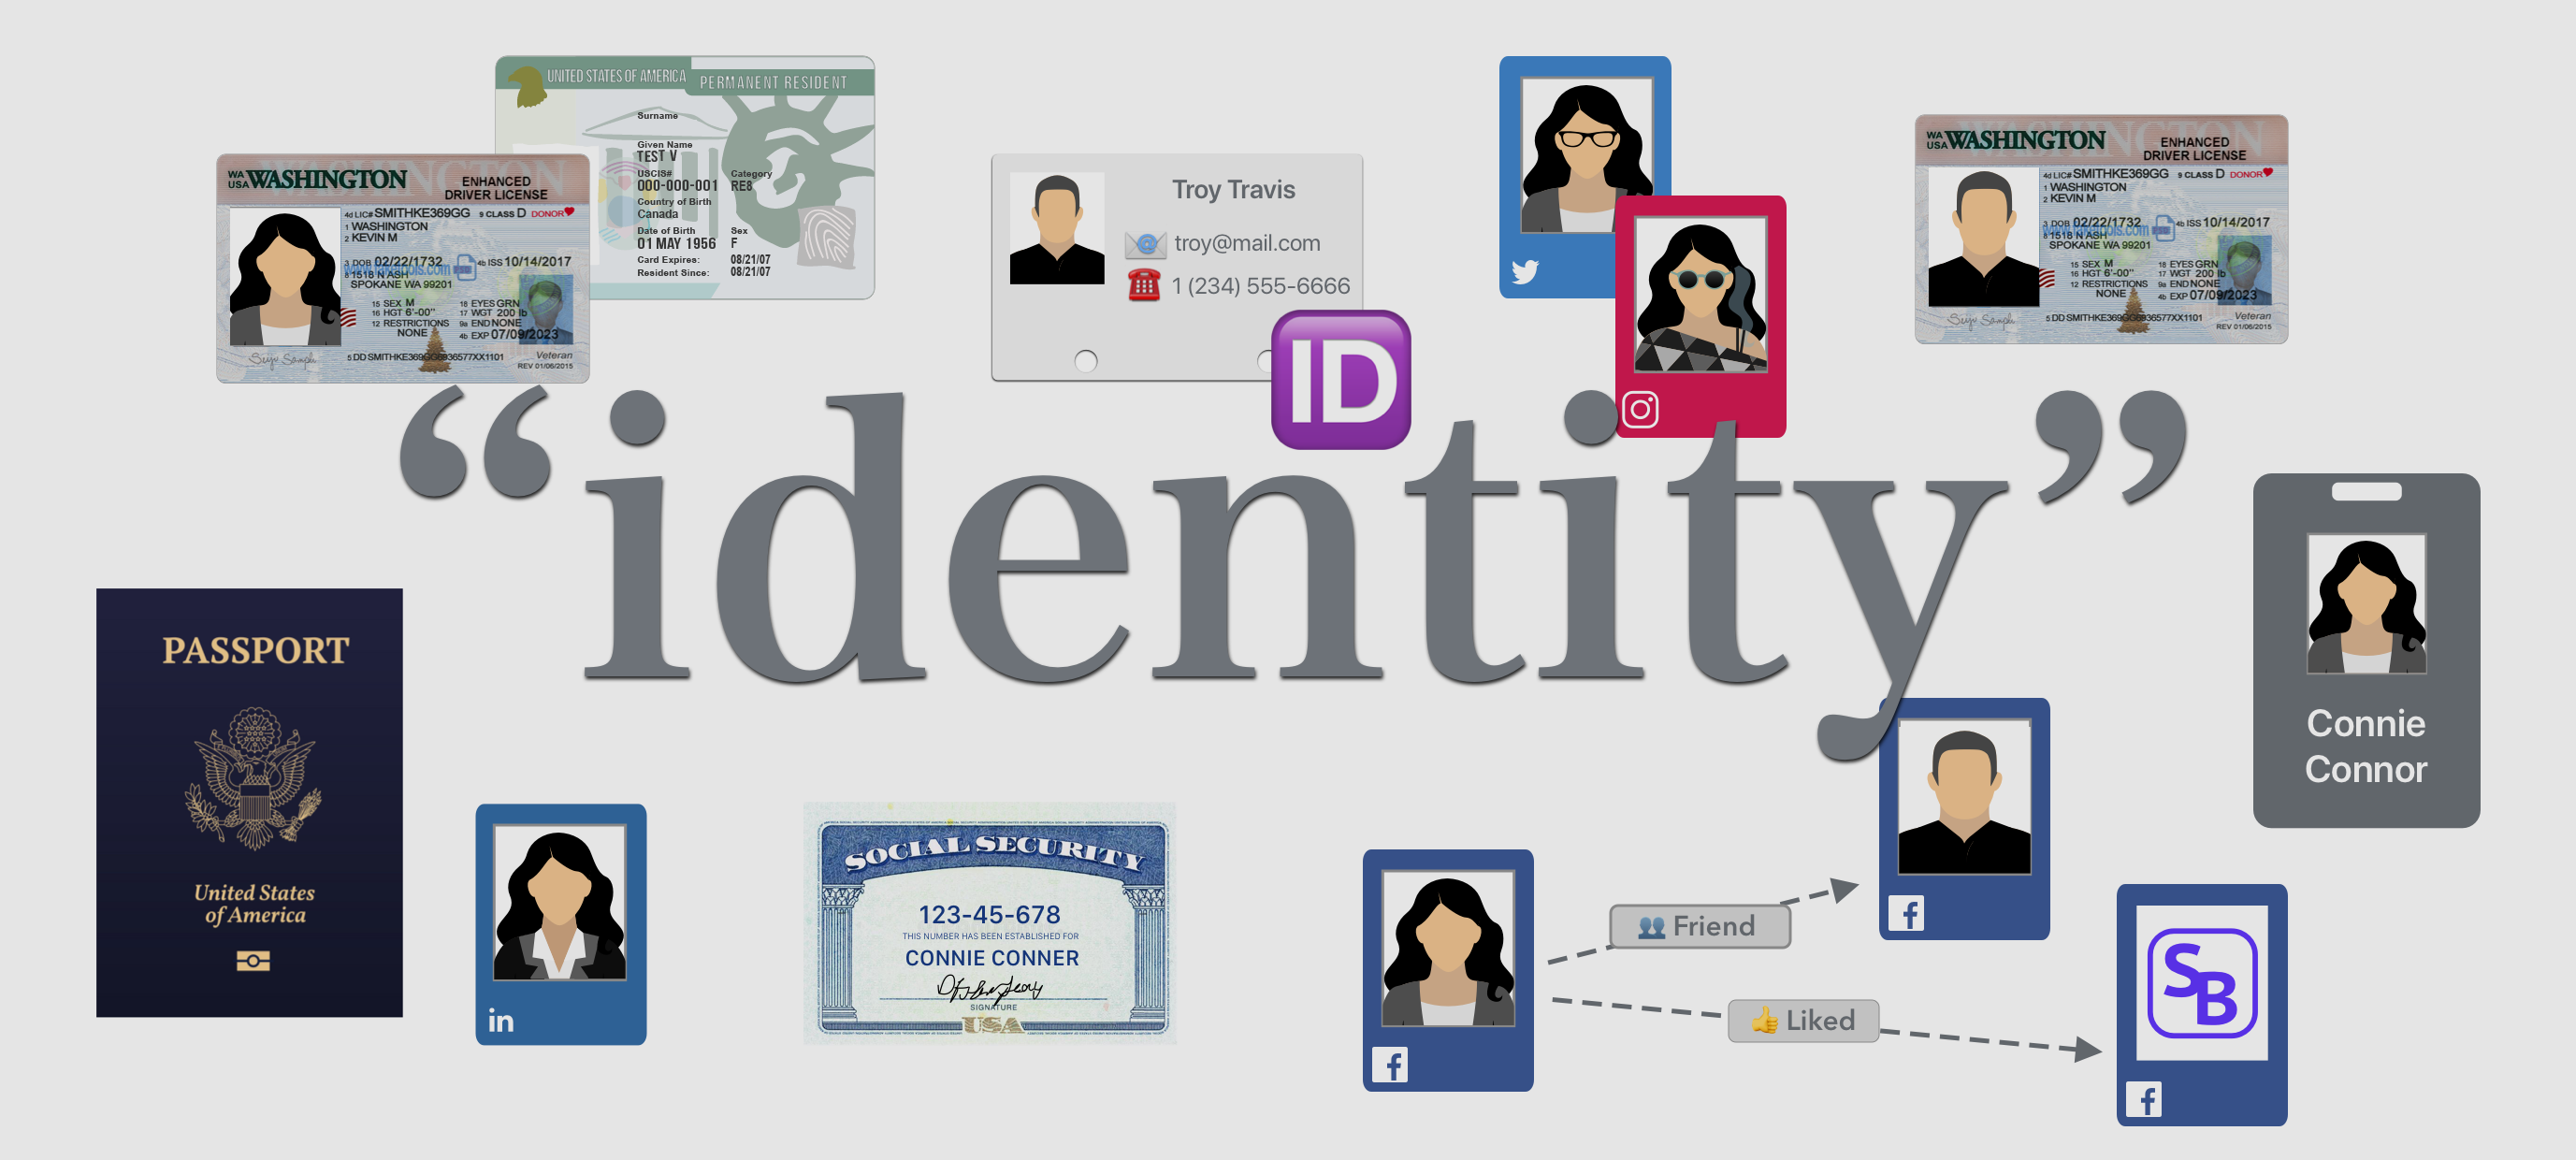 UNITED STATES OF AMERICA PERMANENT RESIDENT
Surname
Given Name
TEST V
USCIS# Category
000-000-001 RE8
Country of Birth
Canada
Date of Birth Sex
01 MAY 1956 F
Card Expires: 08/21/07
Resident Since: 08/21/07
WA
USA WASHINGTON
ENHANCED
DRIVER LICENSE
4d LIC# SMITHKE369GG 9 CLASS D DONOR
1 WASHINGTON
2 KEVIN M
3 DOB 02/22/1732 4b ISS 10/14/2017
8 1518 N ASH
SPOKANE WA 99201
15 SEX M 18 EYES GRN
16 HGT 6'-00" 17 WGT 200 lb
12 RESTRICTIONS 9a END NONE
NONE 4b EXP 07/09/2023
5 DD SMITHKE369GG6936577XX1101 Veteran
REV 01/06/2015
Troy Travis
troy@mail.com
1 (234) 555-6666
ID
WA
USA WASHINGTON
ENHANCED
DRIVER LICENSE
4d LIC# SMITHKE369GG 9 CLASS D DONOR
1 WASHINGTON
2 KEVIN M
3 DOB 02/22/1732 4b ISS 10/14/2017
8 1518 N ASH
SPOKANE WA 99201
15 SEX M 18 EYES GRN
16 HGT 6'-00" 17 WGT 200 lb
12 RESTRICTIONS 9a END NONE
NONE 4b EXP 07/09/2023
5 DD SMITHKE369GG6936577XX1101 Veteran
REV 01/06/2015
“identity”
PASSPORT
United States
of America
in
SOCIAL SECURITY
123-45-678
THIS NUMBER HAS BEEN ESTABLISHED FOR
CONNIE CONNER
SIGNATURE
USA
f
Friend
Liked
f
SB
f
Connie
Connor